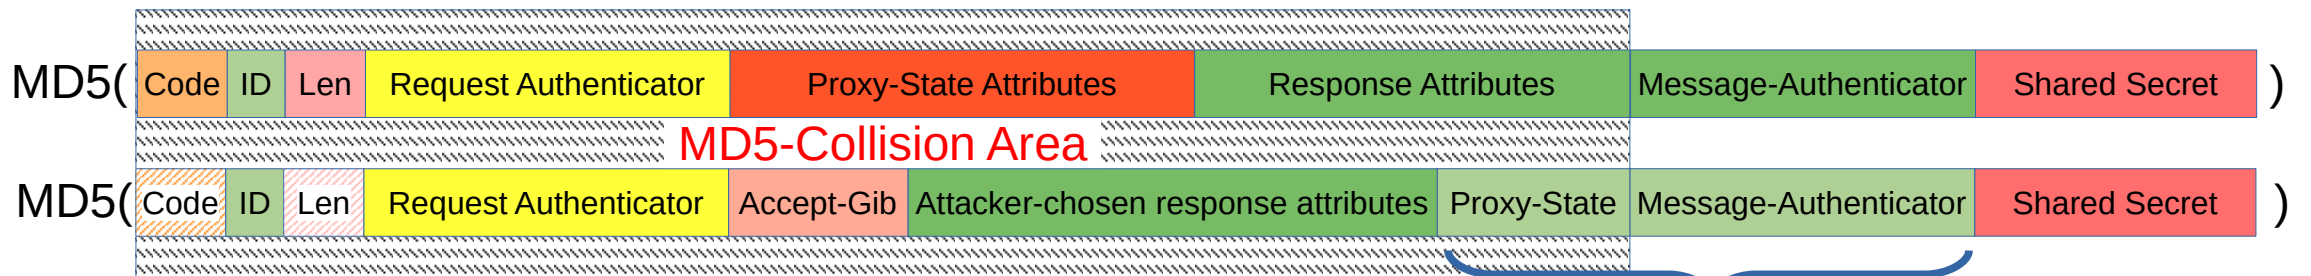 MD5( Code ID Len Request Authenticator Proxy-State Attributes Response Attributes Message-Authenticator Shared Secret )
MD5-Collision Area
MD5( Code ID Len Request Authenticator Accept-Gib Attacker-chosen response attributes Proxy-State Message-Authenticator Shared Secret )